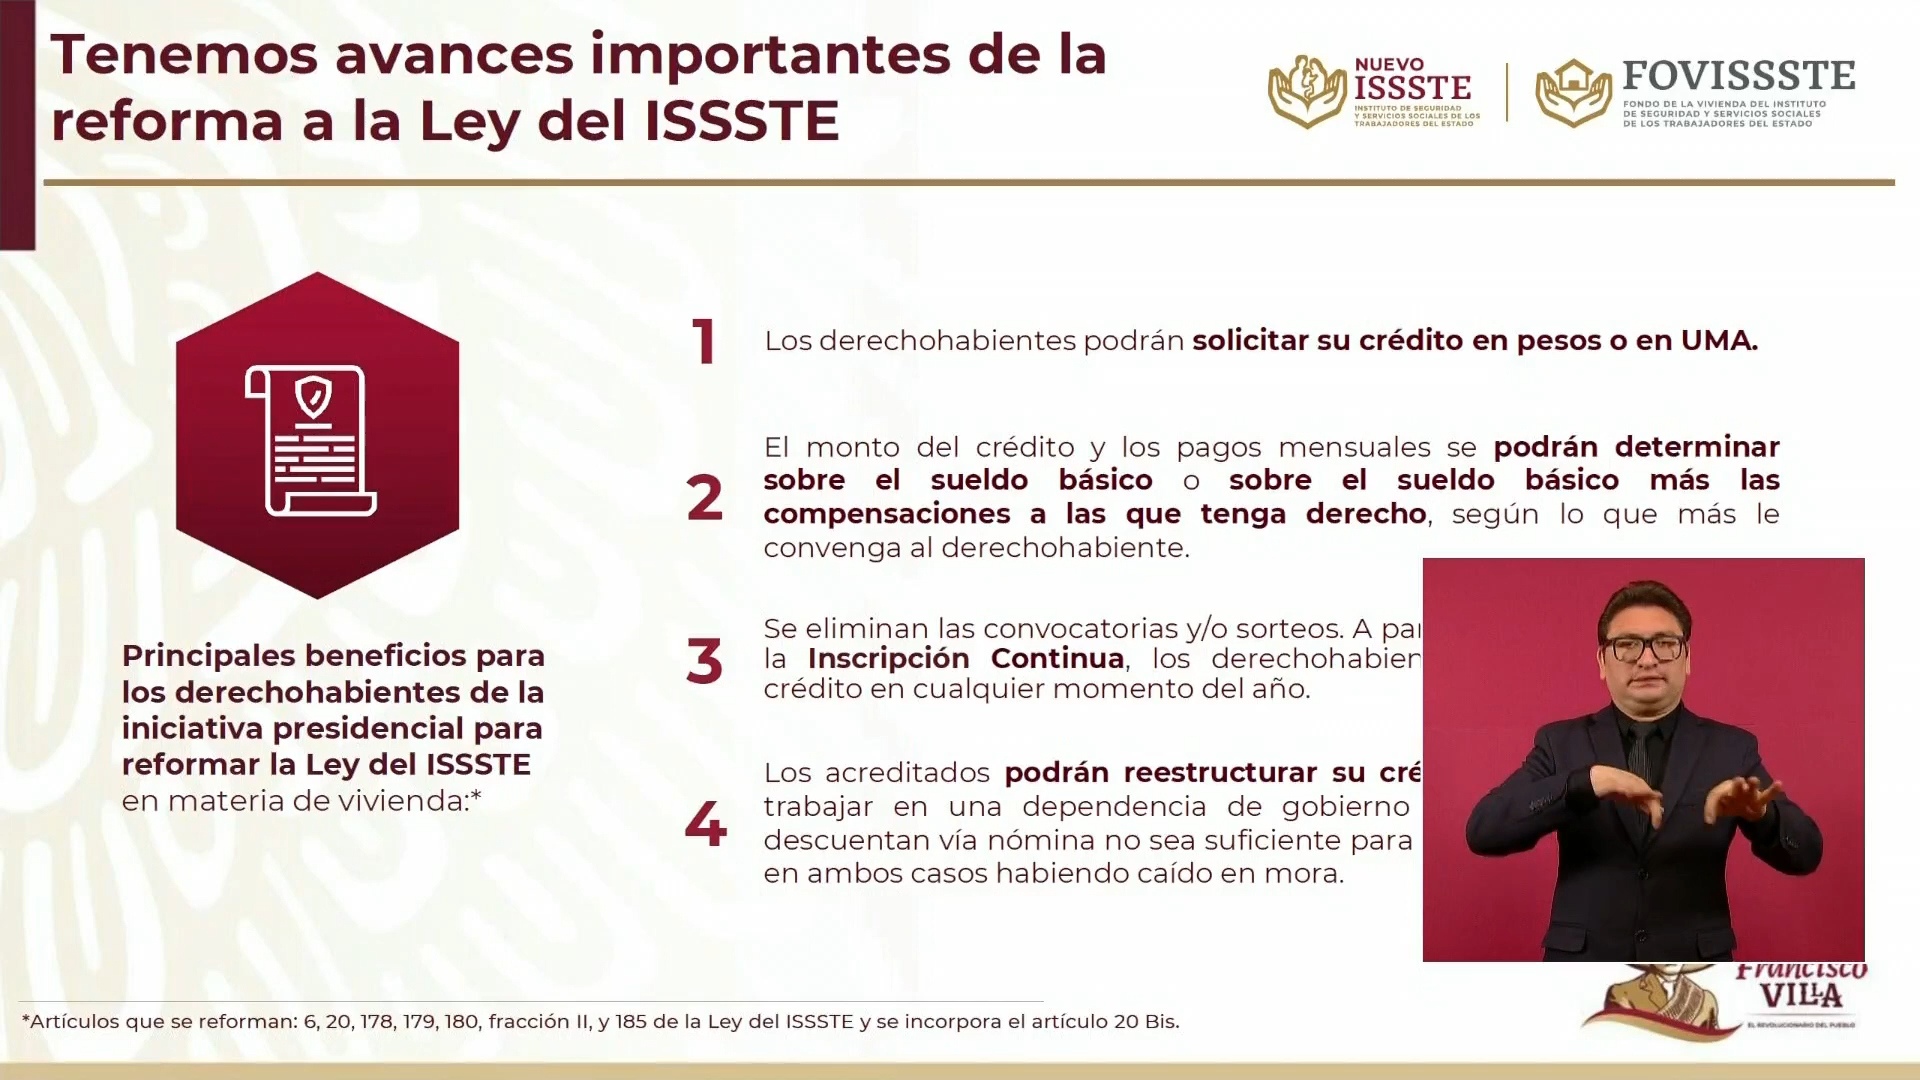 Tenemos avances importantes de la
reforma a la Ley del ISSSTE
NUEVO
ISSSTE
INSTITUTO DE SEGURIDAD
Y SERVICIOS SOCIALES DE LOS
TRABAJADORES DEL ESTADO
FOVISSSTE
FONDO DE LA VIVIENDA DEL INSTITUTO
DE SEGURIDAD Y SERVICIOS SOCIALES
DE LOS TRABAJADORES DEL ESTADO
Principales beneficios para
los derechohabientes de la
iniciativa presidencial para
reformar la Ley del ISSSTE
en materia de vivienda:*
1
Los derechohabientes podrán solicitar su crédito en pesos o en UMA.
2
El monto del crédito y los pagos mensuales se podrán determinar
sobre el sueldo básico o sobre el sueldo básico más las
compensaciones a las que tenga derecho, según lo que más le
convenga al derechohabiente.
3
Se eliminan las convocatorias y/o sorteos. A
la Inscripción Continua, los
crédito en cualquier momento del año.
4
Los acreditados podrán reestructurar su
trabajar en una dependencia de gobierno
descuentan vía nómina no sea suficiente para
en ambos casos habiendo caído en mora.
Francisco
VILLA
EL REVOLUCIONARIO DEL PUEBLO
*Artículos que se reforman: 6, 20, 178, 179, 180, fracción II, y 185 de la Ley del ISSSTE y se incorpora el artículo 20 Bis.